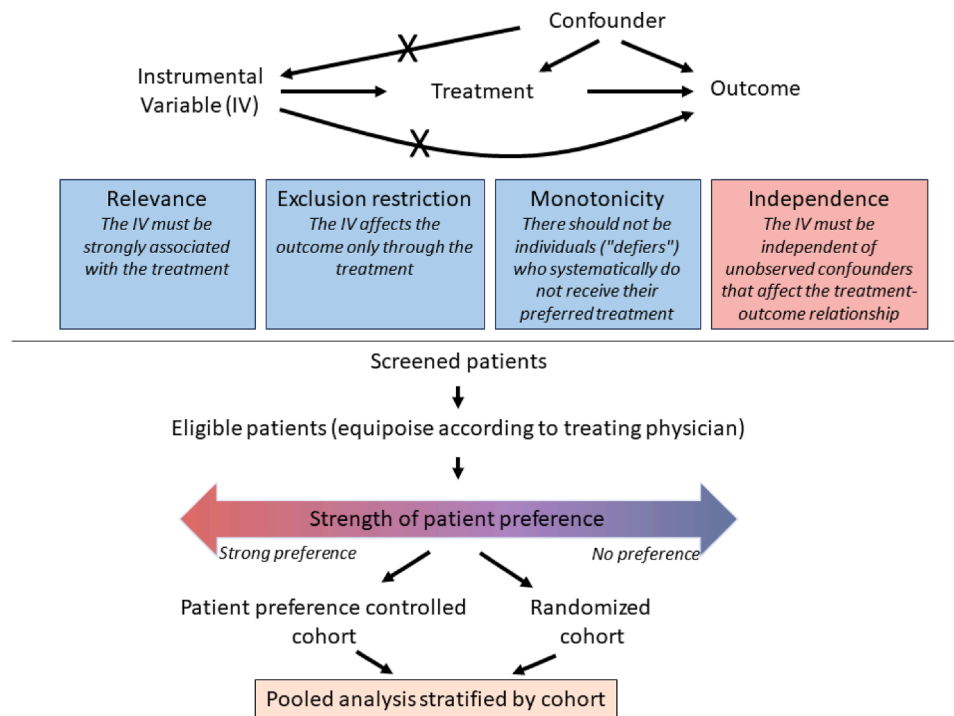 Confounder
X
Instrumental
Variable (IV)
Treatment
Outcome
X
Relevance
The IV must be
strongly associated
with the treatment
Exclusion restriction
The IV affects the
outcome only through the
treatment
Monotonicity
There should not be
individuals ("defiers")
who systematically do
not receive their
preferred treatment
Independence
The IV must be
independent of
unobserved confounders
that affect the treatment-
outcome relationship
Screened patients
Eligible patients (equipoise according to treating physician)
Strength of patient preference
Strong preference
No preference
Patient preference controlled
cohort
Randomized
cohort
Pooled analysis stratified by cohort